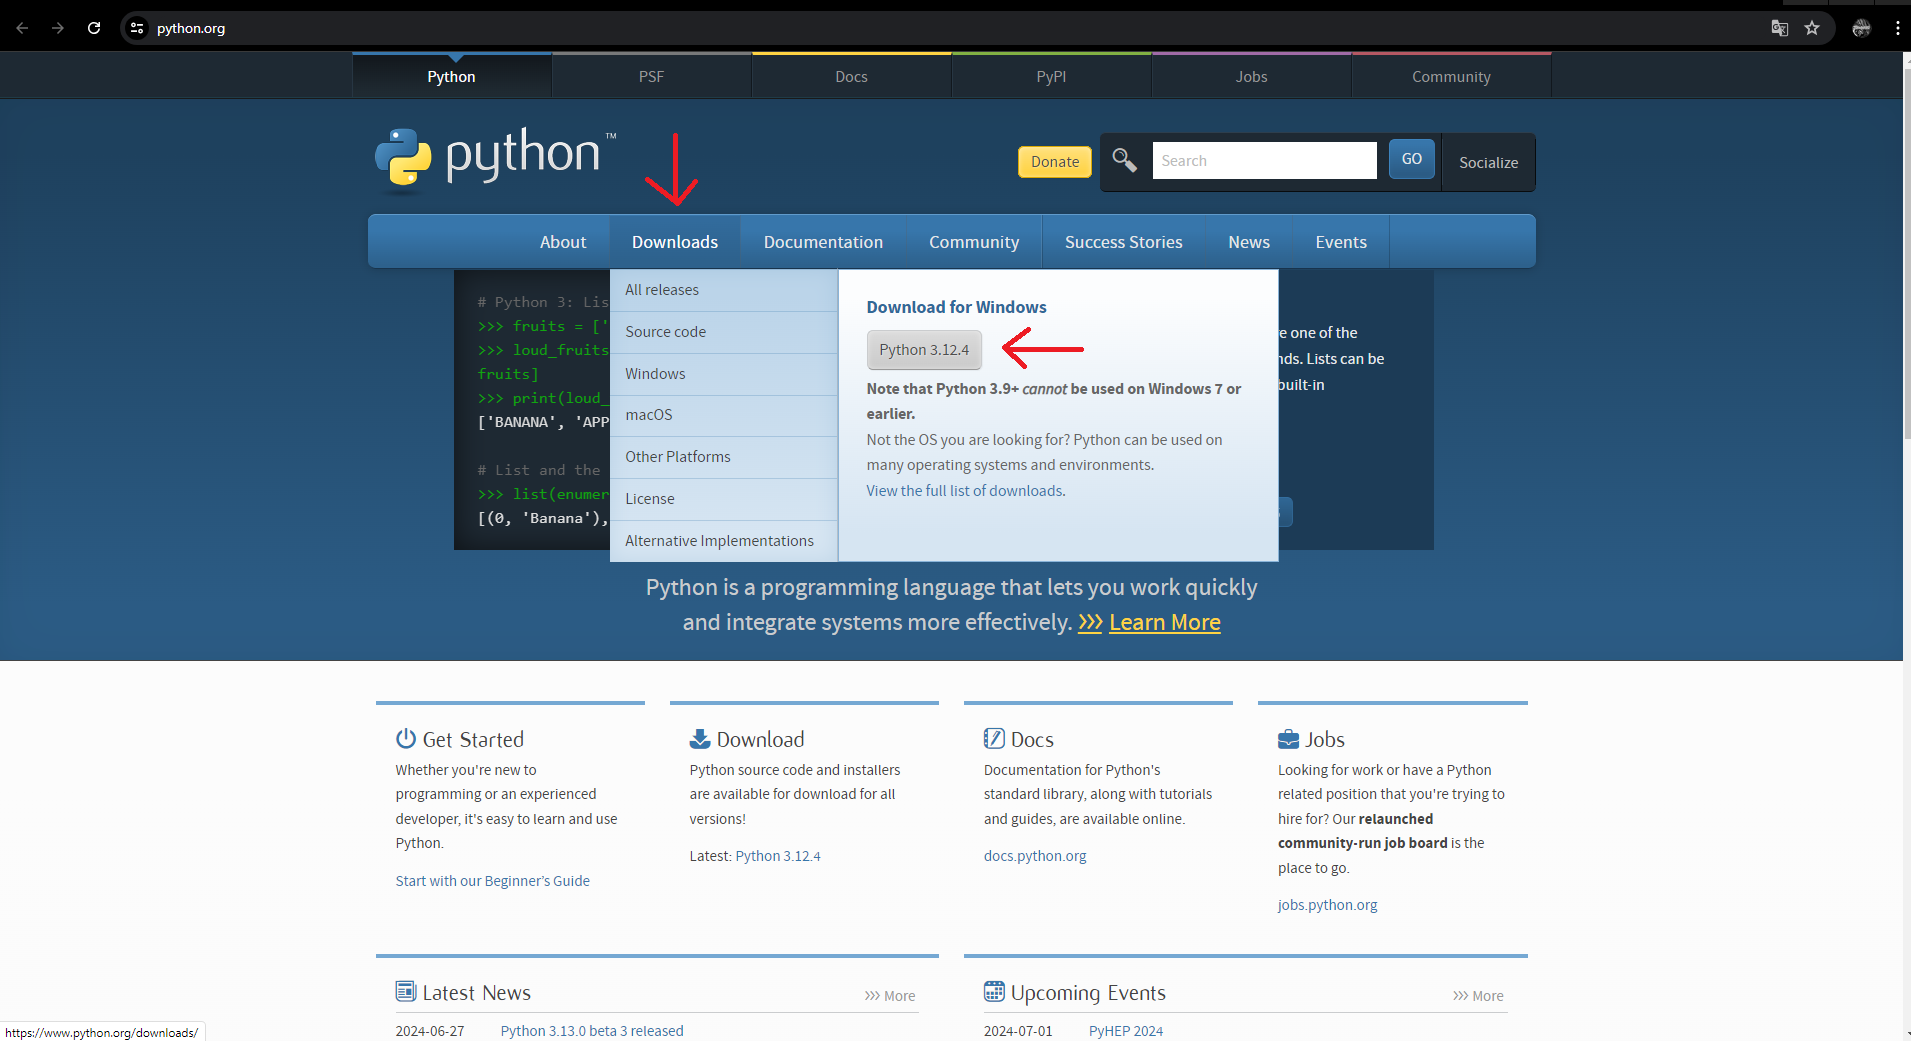 python.org
Python
PSF
Docs
PyPI
Jobs
Community
python™
Donate
Search
GO
Socialize
About
Downloads
Documentation
Community
Success Stories
News
Events
All releases
Source code
Windows
macOS
Other Platforms
License
Alternative Implementations
Download for Windows
Python 3.12.4
Note that Python 3.9+ cannot be used on Windows 7 or
earlier.
Not the OS you are looking for? Python can be used on
many operating systems and environments.
View the full list of downloads.
# Python 3: Lis
>>> fruits = ['
>>> loud_fruits
fruits]
>>> print(loud_
['BANANA', 'APP
# List and the
>>> list(enumer
[(0, 'Banana'),
e one of the
nds. Lists can be
built-in
Python is a programming language that lets you work quickly
and integrate systems more effectively. >>> Learn More
Get Started
Whether you're new to
programming or an experienced
developer, it's easy to learn and use
Python.
Start with our Beginner’s Guide
Download
Python source code and installers
are available for download for all
versions!
Latest: Python 3.12.4
Docs
Documentation for Python's
standard library, along with tutorials
and guides, are available online.
docs.python.org
Jobs
Looking for work or have a Python
related position that you're trying to
hire for? Our relaunched
community-run job board is the
place to go.
jobs.python.org
Latest News
>>> More
2024-06-27 Python 3.13.0 beta 3 released
Upcoming Events
>>> More
2024-07-01 PyHEP 2024
https://www.python.org/downloads/